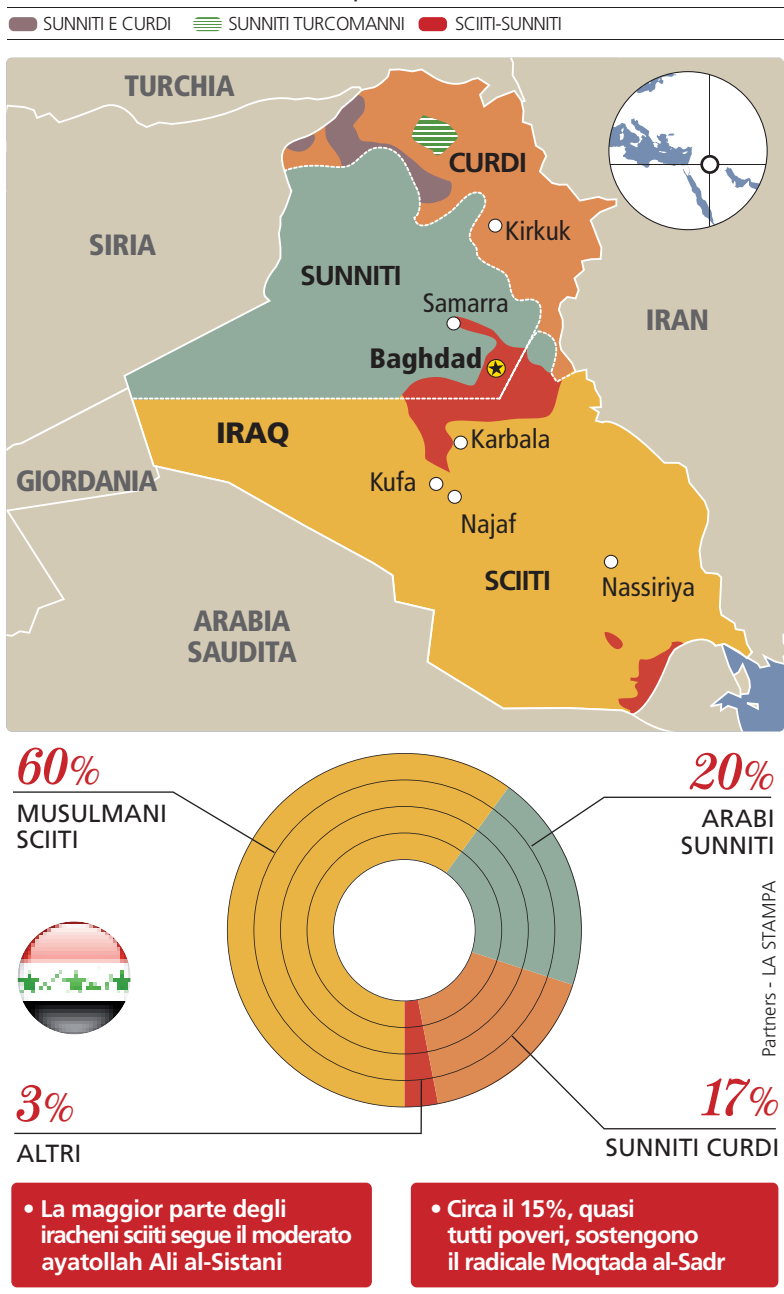 SUNNITI E CURDI
SUNNITI TURCOMANNI
SCIITI-SUNNITI
TURCHIA
CURDI
SIRIA
Kirkuk
SUNNITI
Samarra
IRAN
Baghdad
IRAQ
Karbala
GIORDANIA
Kufa
Najaf
SCIITI
Nassiriya
ARABIA
SAUDITA
60%
MUSULMANI
SCIITI
20%
ARABI
SUNNITI
Partners - LA STAMPA
3%
ALTRI
17%
SUNNITI CURDI
• La maggior parte degli
iracheni sciiti segue il moderato
ayatollah Ali al-Sistani
• Circa il 15%, quasi
tutti poveri, sostengono
il radicale Moqtada al-Sadr